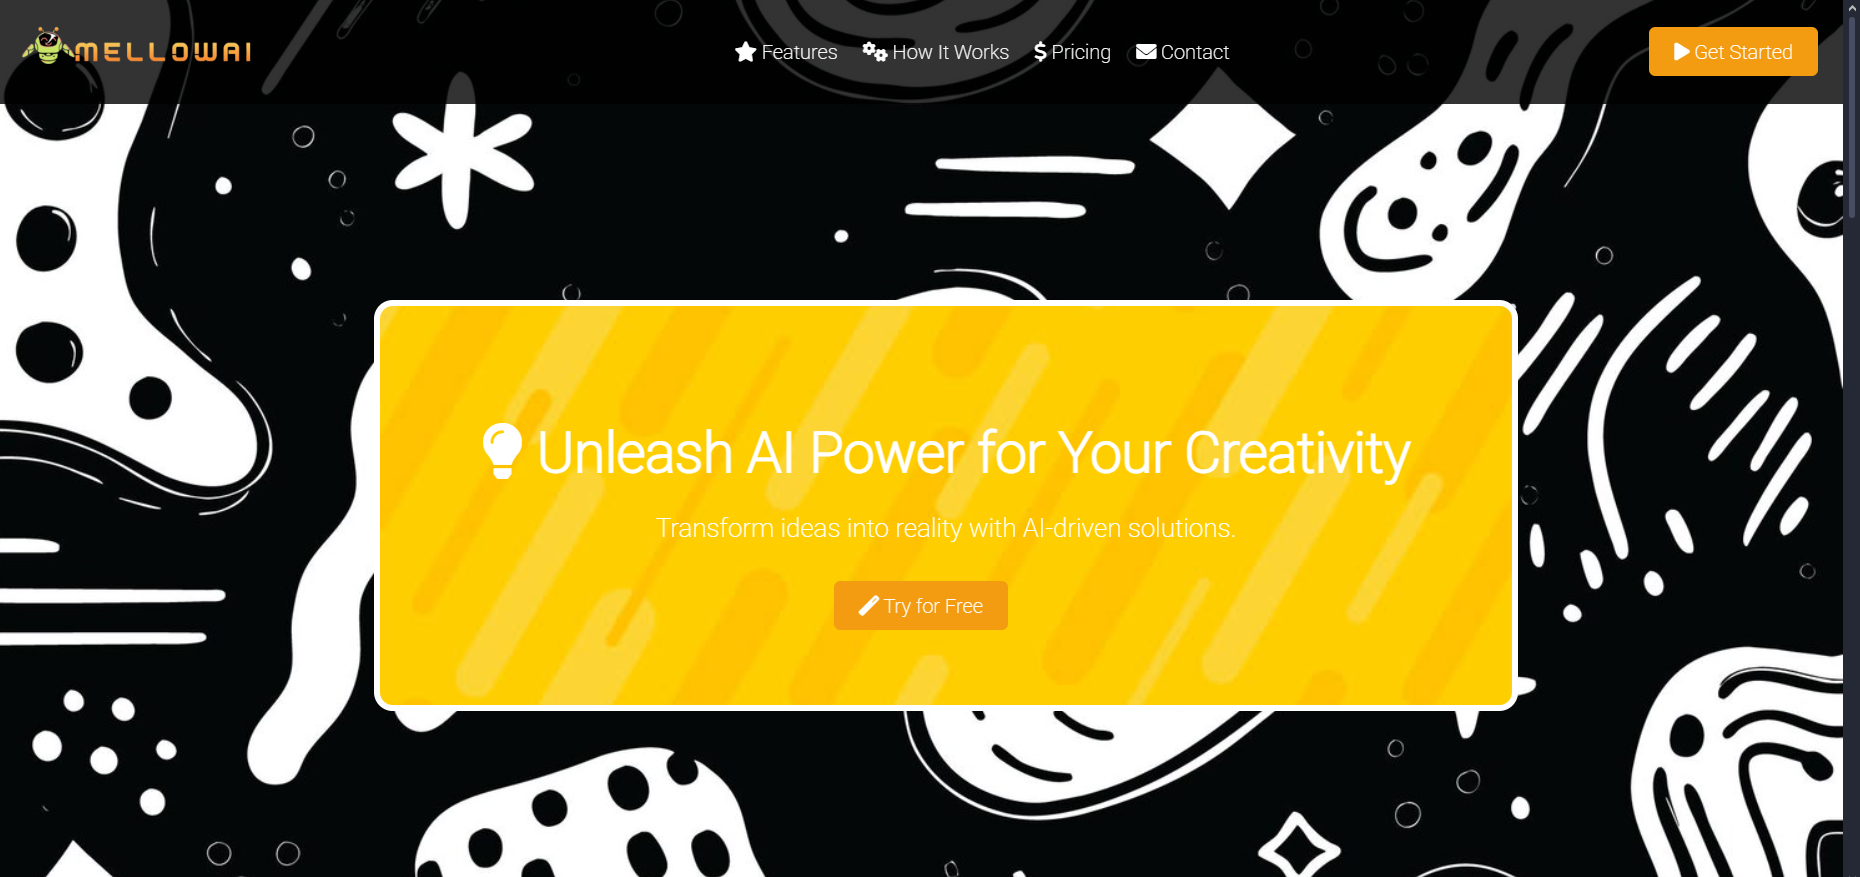 MELLOWAI
Features
How It Works
Pricing
Contact
Get Started
Unleash AI Power for Your Creativity
Transform ideas into reality with AI-driven solutions.
Try for Free